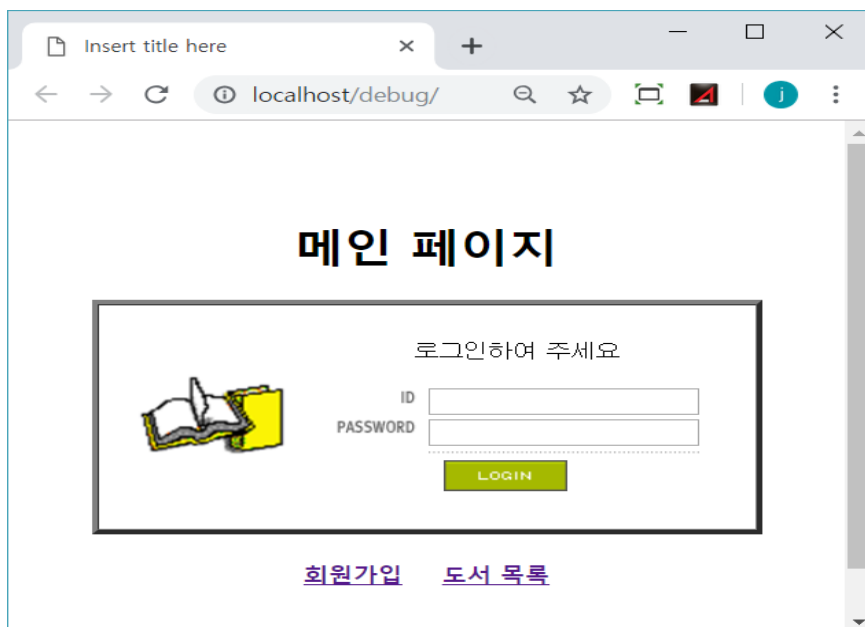 Insert title here
localhost/debug/
j
메인 페이지
로그인하여 주세요
ID
PASSWORD
LOGIN
회원가입 도서 목록